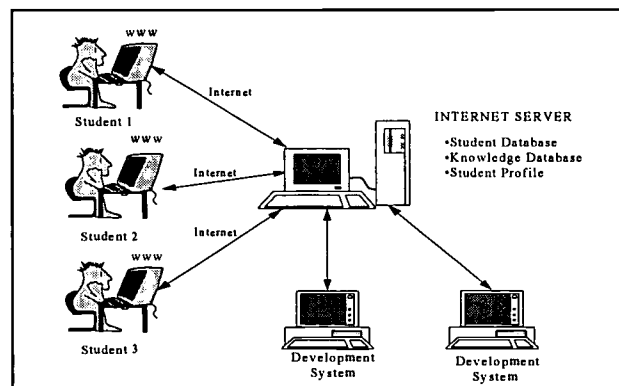 WWW
Internet
Student 1
WWW
Internet
Student 2
WWW
Internet
Student 3
INTERNET SERVER
•Student Database
•Knowledge Database
•Student Profile
Development
System
Development
System